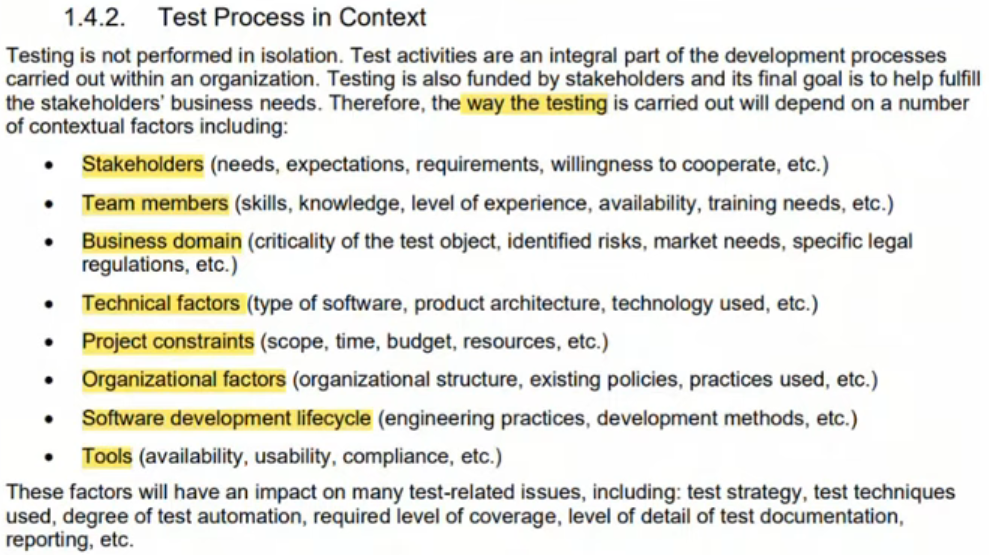 1.4.2. Test Process in Context
Testing is not performed in isolation. Test activities are an integral part of the development processes
carried out within an organization. Testing is also funded by stakeholders and its final goal is to help fulfill
the stakeholders' business needs. Therefore, the way the testing is carried out will depend on a number
of contextual factors including:
• Stakeholders (needs, expectations, requirements, willingness to cooperate, etc.)
• Team members (skills, knowledge, level of experience, availability, training needs, etc.)
• Business domain (criticality of the test object, identified risks, market needs, specific legal
regulations, etc.)
• Technical factors (type of software, product architecture, technology used, etc.)
• Project constraints (scope, time, budget, resources, etc.)
• Organizational factors (organizational structure, existing policies, practices used, etc.)
• Software development lifecycle (engineering practices, development methods, etc.)
• Tools (availability, usability, compliance, etc.)
These factors will have an impact on many test-related issues, including: test strategy, test techniques
used, degree of test automation, required level of coverage, level of detail of test documentation,
reporting, etc.